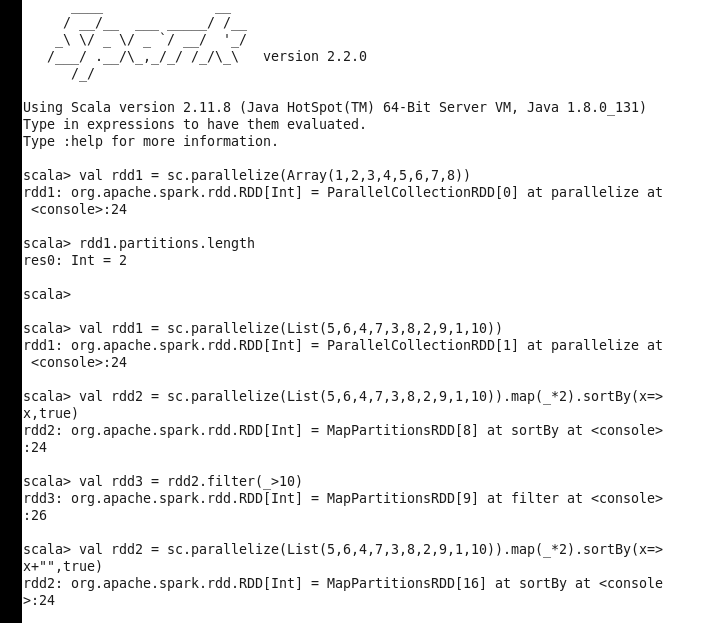 ____              __
     / __/__  ___ _____/ /__
    _\ \/ _ \/ _ `/ __/  '_/
   /___/ .__/\_,_/_/ /_/\_\   version 2.2.0
      /_/
Using Scala version 2.11.8 (Java HotSpot(TM) 64-Bit Server VM, Java 1.8.0_131)
Type in expressions to have them evaluated.
Type :help for more information.
scala> val rdd1 = sc.parallelize(Array(1,2,3,4,5,6,7,8))
rdd1: org.apache.spark.rdd.RDD[Int] = ParallelCollectionRDD[0] at parallelize at
 <console>:24
scala> rdd1.partitions.length
res0: Int = 2
scala>
scala> val rdd1 = sc.parallelize(List(5,6,4,7,3,8,2,9,1,10))
rdd1: org.apache.spark.rdd.RDD[Int] = ParallelCollectionRDD[1] at parallelize at
 <console>:24
scala> val rdd2 = sc.parallelize(List(5,6,4,7,3,8,2,9,1,10)).map(_*2).sortBy(x=>
x,true)
rdd2: org.apache.spark.rdd.RDD[Int] = MapPartitionsRDD[8] at sortBy at <console>
:24
scala> val rdd3 = rdd2.filter(_>10)
rdd3: org.apache.spark.rdd.RDD[Int] = MapPartitionsRDD[9] at filter at <console>
:26
scala> val rdd2 = sc.parallelize(List(5,6,4,7,3,8,2,9,1,10)).map(_*2).sortBy(x=>
x+"",true)
rdd2: org.apache.spark.rdd.RDD[Int] = MapPartitionsRDD[16] at sortBy at <console
>:24